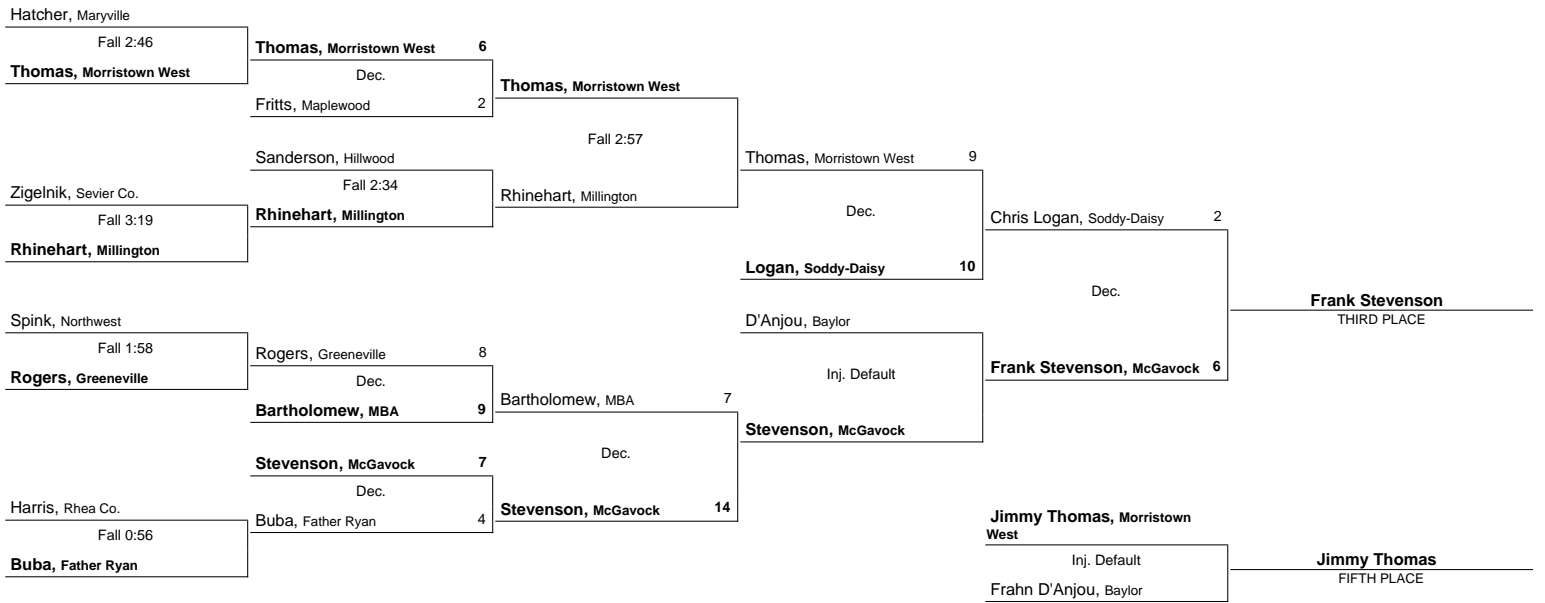 Hatcher, Maryville
Fall 2:46
Thomas, Morristown West
Zigelnik, Sevier Co.
Fall 3:19
Rhinehart, Millington
Spink, Northwest
Fall 1:58
Rogers, Greeneville
Harris, Rhea Co.
Fall 0:56
Buba, Father Ryan
Thomas, Morristown West 6
Dec.
Fritts, Maplewood 2
Sanderson, Hillwood
Fall 2:34
Rhinehart, Millington
Rogers, Greeneville 8
Dec.
Bartholomew, MBA 9
Stevenson, McGavock 7
Dec.
Buba, Father Ryan 4
Thomas, Morristown West
Fall 2:57
Rhinehart, Millington
Bartholomew, MBA 7
Dec.
Stevenson, McGavock 14
Thomas, Morristown West 9
Dec.
Logan, Soddy-Daisy 10
D'Anjou, Baylor
Inj. Default
Stevenson, McGavock
Chris Logan, Soddy-Daisy 2
Dec.
Frank Stevenson, McGavock 6
Frank Stevenson
THIRD PLACE
Jimmy Thomas, Morristown
West
Inj. Default
Frahn D'Anjou, Baylor
Jimmy Thomas
FIFTH PLACE